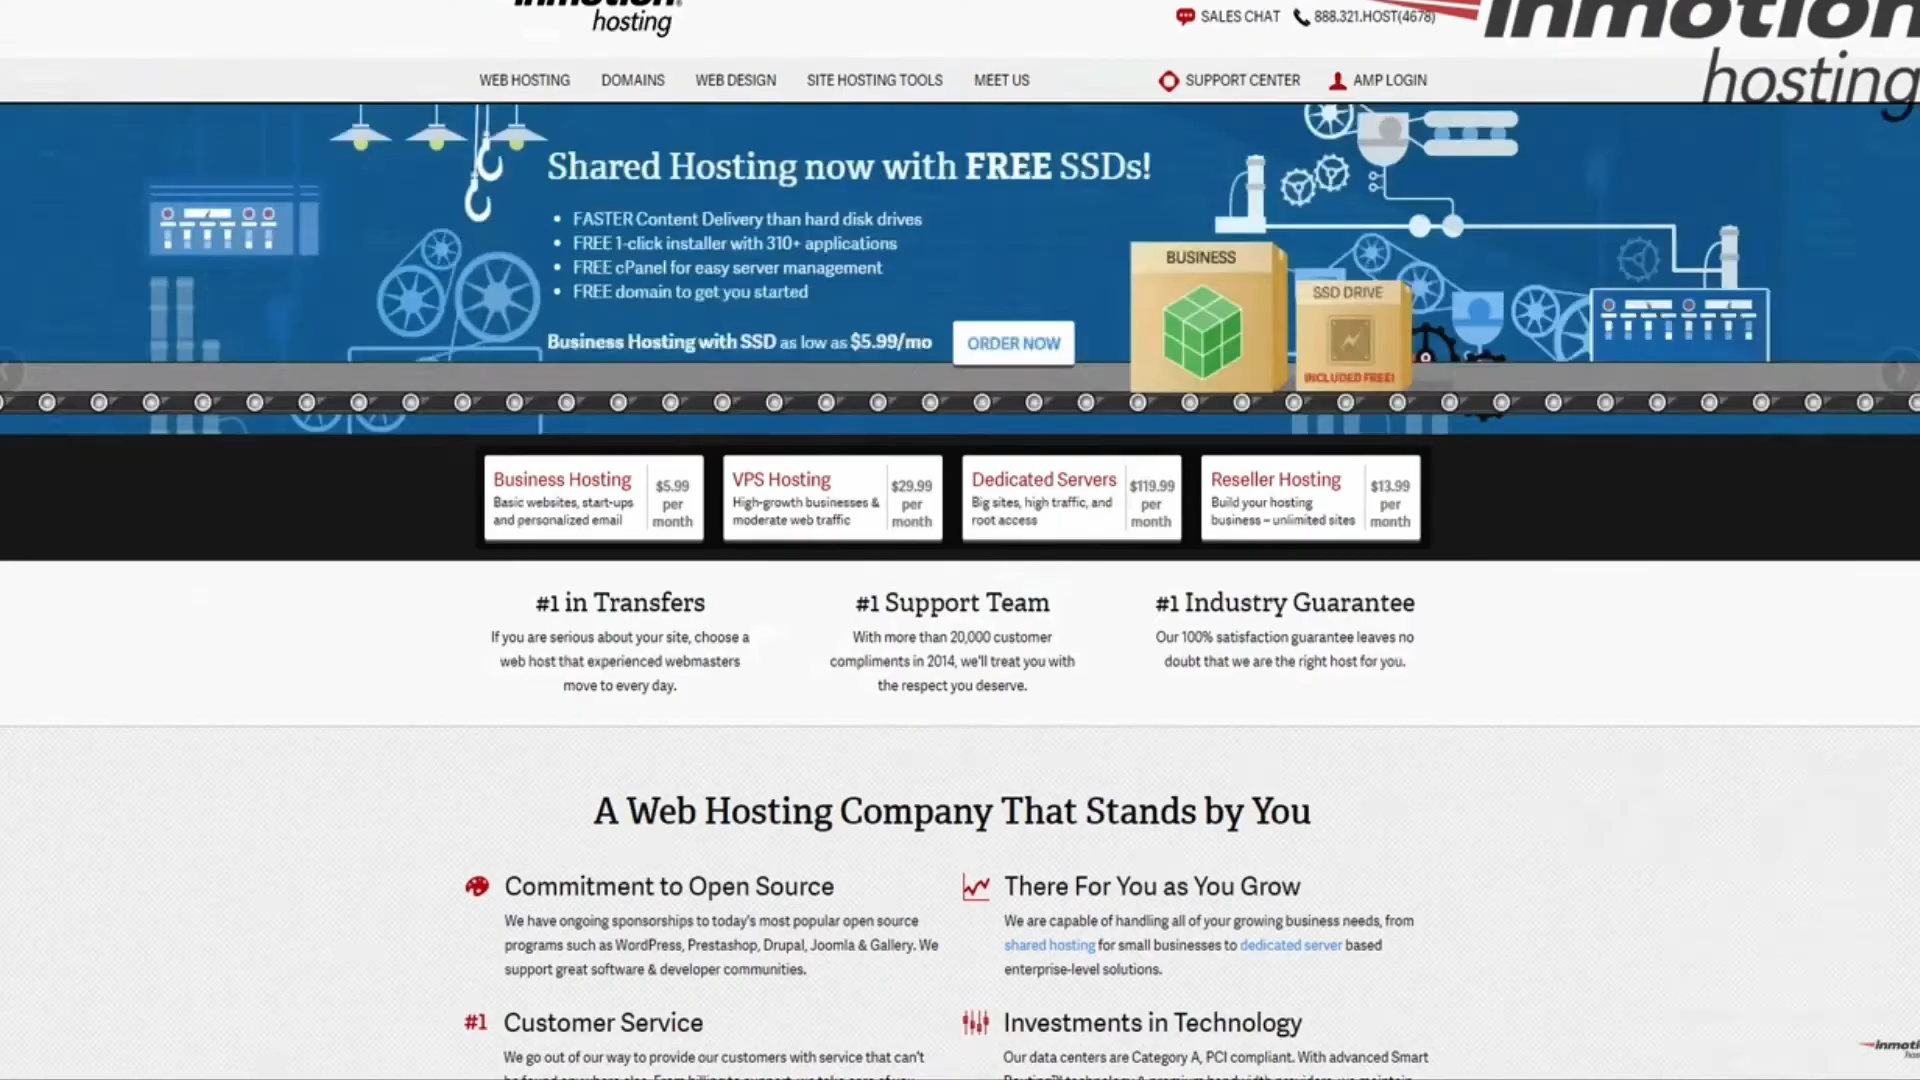 inmotion
hosting
SALES CHAT
888.321.HOST(4678)
inmotion
hosting
WEB HOSTING
DOMAINS
WEB DESIGN
SITE HOSTING TOOLS
MEET US
SUPPORT CENTER
AMP LOGIN
Shared Hosting now with FREE SSDs!
• FASTER Content Delivery than hard disk drives
• FREE 1-click installer with 310+ applications
• FREE cPanel for easy server management
• FREE domain to get you started
Business Hosting with SSD as low as $5.99/mo
ORDER NOW
BUSINESS
SSD DRIVE
INCLUDED FREE!
Business Hosting
Basic websites, start-ups
and personalized email
$5.99
per
month
VPS Hosting
High-growth businesses &
moderate web traffic
$29.99
per
month
Dedicated Servers
Big sites, high traffic, and
root access
$119.99
per
month
Reseller Hosting
Build your hosting
business – unlimited sites
$13.99
per
month
#1 in Transfers
If you are serious about your site, choose a
web host that experienced webmasters
move to every day.
#1 Support Team
With more than 20,000 customer
compliments in 2014, we'll treat you with
the respect you deserve.
#1 Industry Guarantee
Our 100% satisfaction guarantee leaves no
doubt that we are the right host for you.
A Web Hosting Company That Stands by You
Commitment to Open Source
We have ongoing sponsorships to today's most popular open source
programs such as WordPress, Prestashop, Drupal, Joomla & Gallery. We
support great software & developer communities.
There For You as You Grow
We are capable of handling all of your growing business needs, from
shared hosting for small businesses to dedicated server based
enterprise-level solutions.
#1 Customer Service
We go out of our way to provide our customers with service that can't
Investments in Technology
Our data centers are Category A, PCI compliant. With advanced Smart